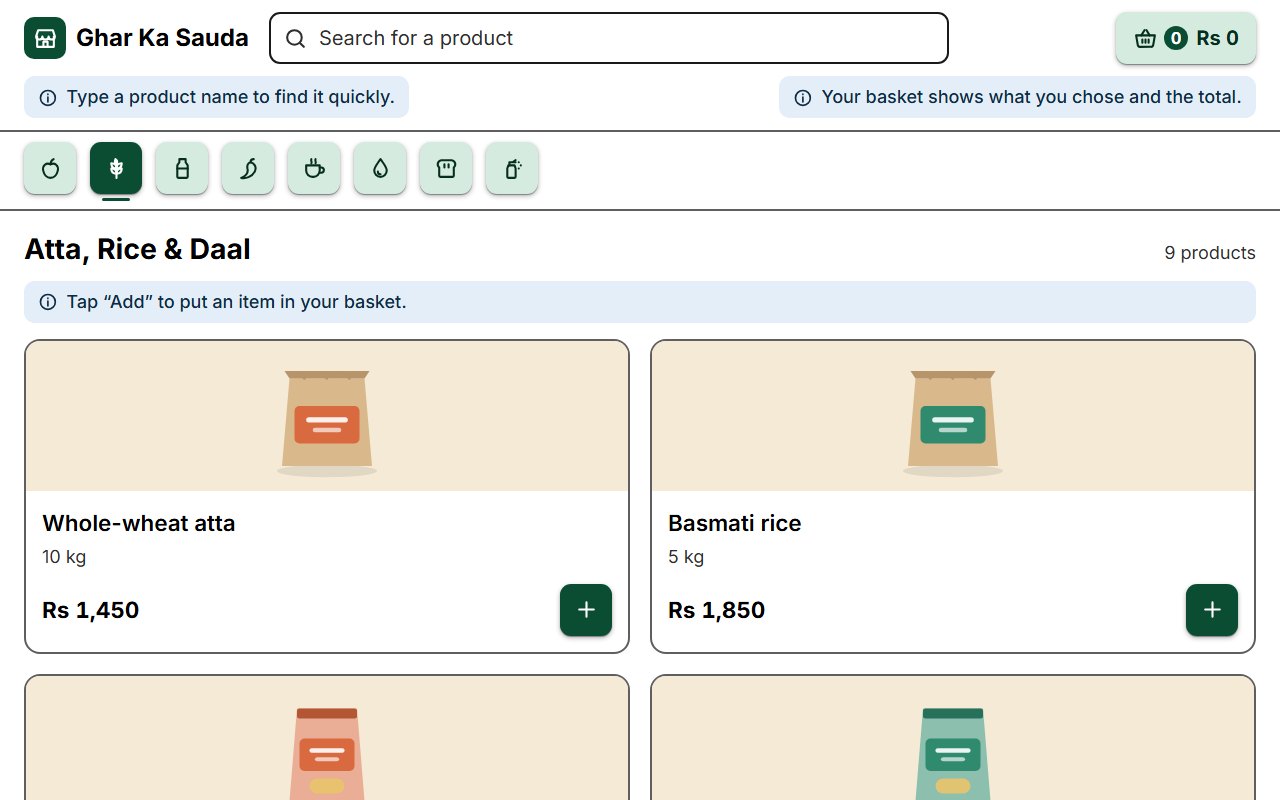 Ghar Ka Sauda
Search for a product
0 Rs 0
Type a product name to find it quickly.
Your basket shows what you chose and the total.
Atta, Rice & Daal
9 products
Tap “Add” to put an item in your basket.
Whole-wheat atta
10 kg
Rs 1,450
Basmati rice
5 kg
Rs 1,850